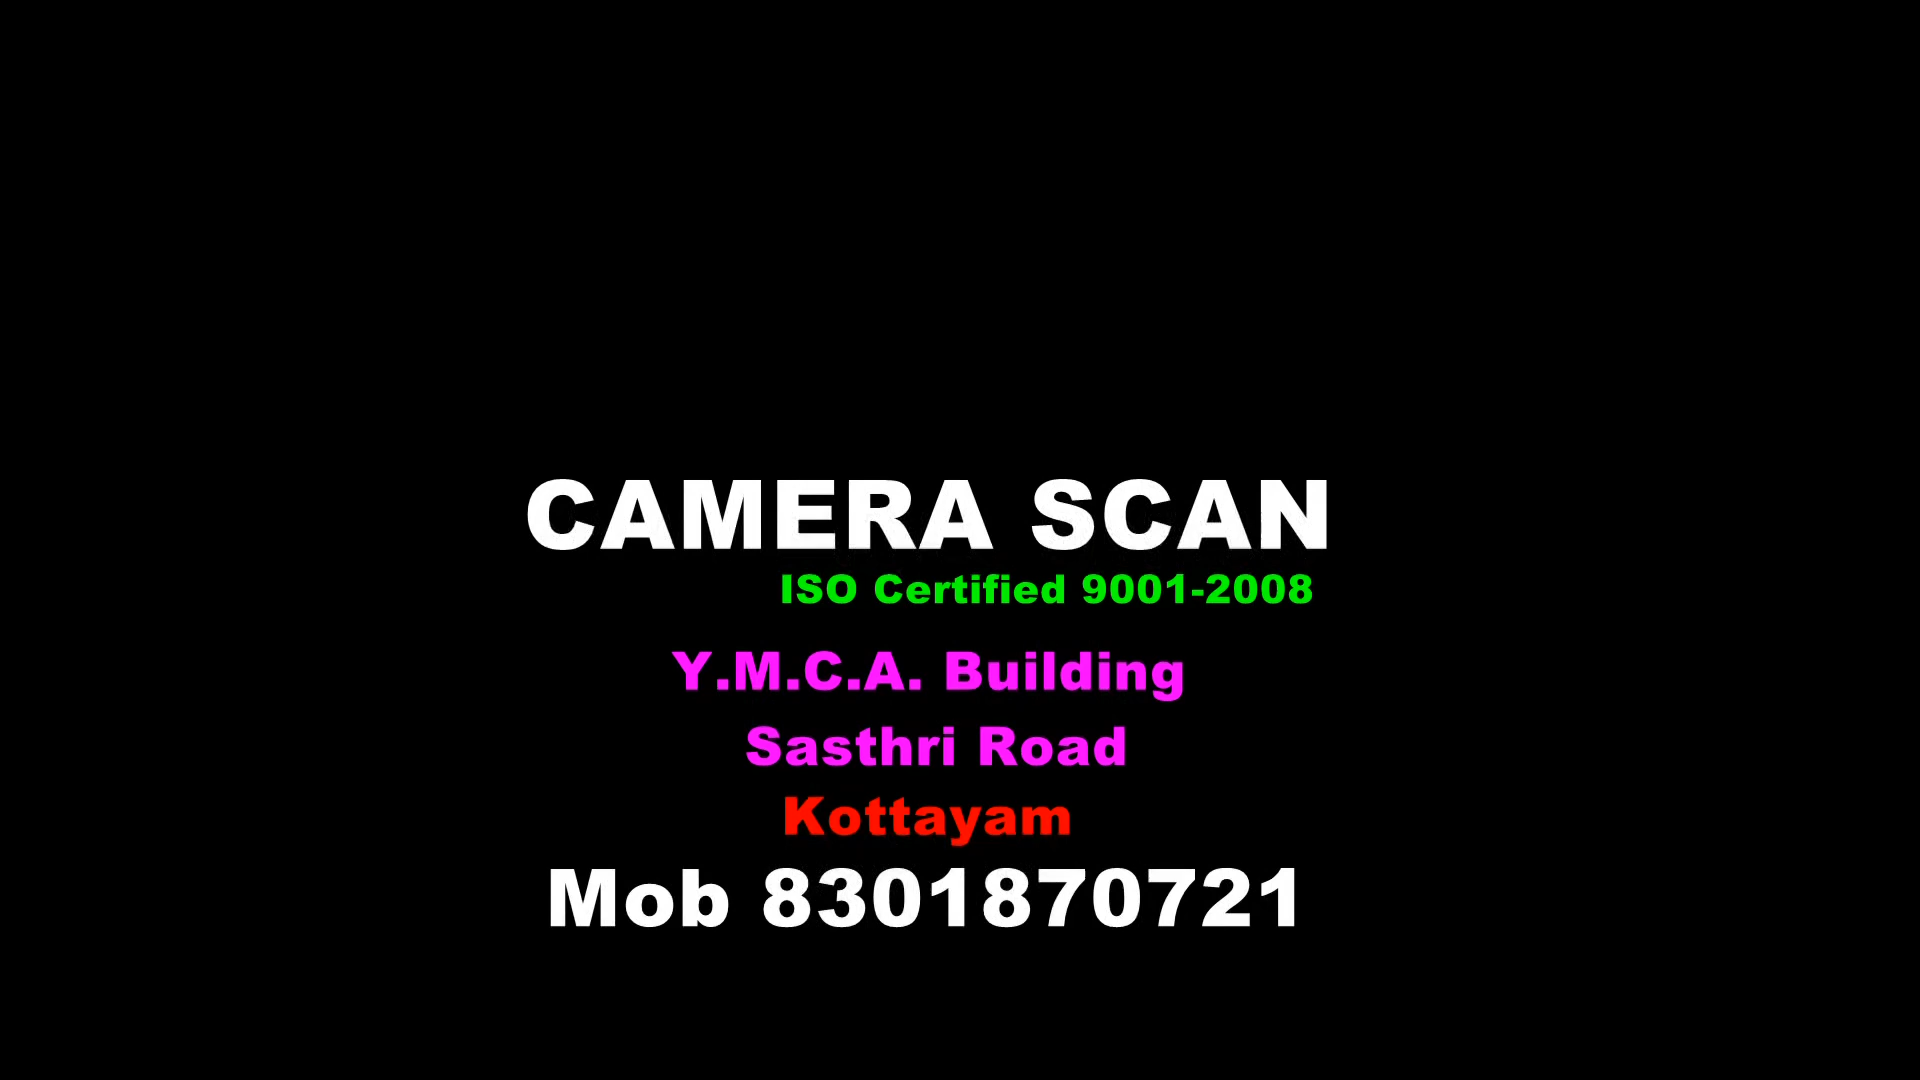 CAMERA SCAN
ISO Certified 9001-2008
Y.M.C.A. Building
Sasthri Road
Kottayam
Mob 8301870721